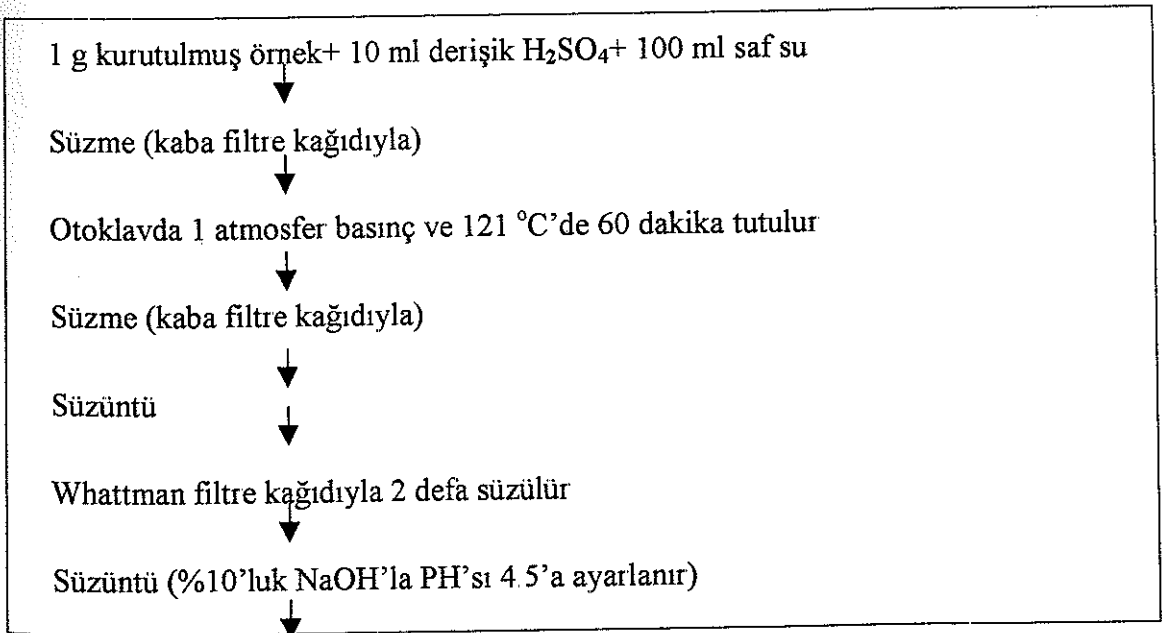 1 g kurutulmuş örnek+ 10 ml derişik H₂SO₄+ 100 ml saf su
Süzme (kaba filtre kağıdıyla)
Otoklavda 1 atmosfer basınç ve 121 °C’de 60 dakika tutulur
Süzme (kaba filtre kağıdıyla)
Süzüntü
Whattman filtre kağıdıyla 2 defa süzülür
Süzüntü (%10’luk NaOH’la PH’sı 4.5’a ayarlanır)